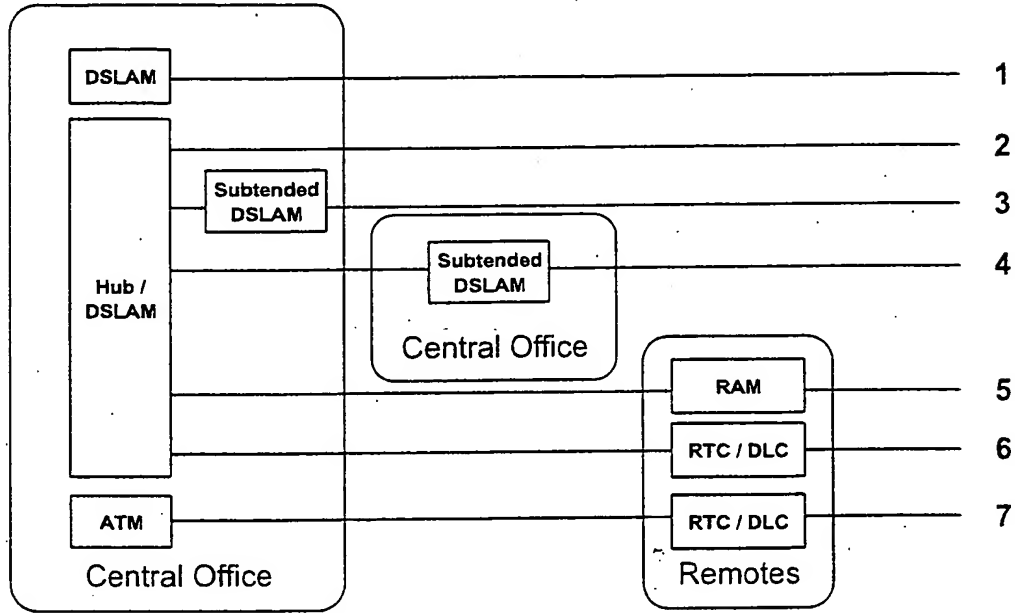 DSLAM
1
2
Subtended
DSLAM
3
Hub /
DSLAM
Subtended
DSLAM
4
Central Office
RAM
5
RTC / DLC
6
ATM
RTC / DLC
7
Central Office
Remotes